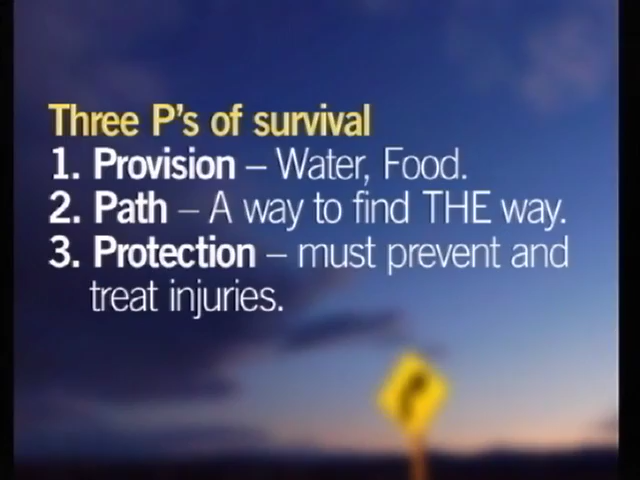 Three P's of survival
1. Provision – Water, Food.
2. Path – A way to find THE way.
3. Protection – must prevent and
treat injuries.